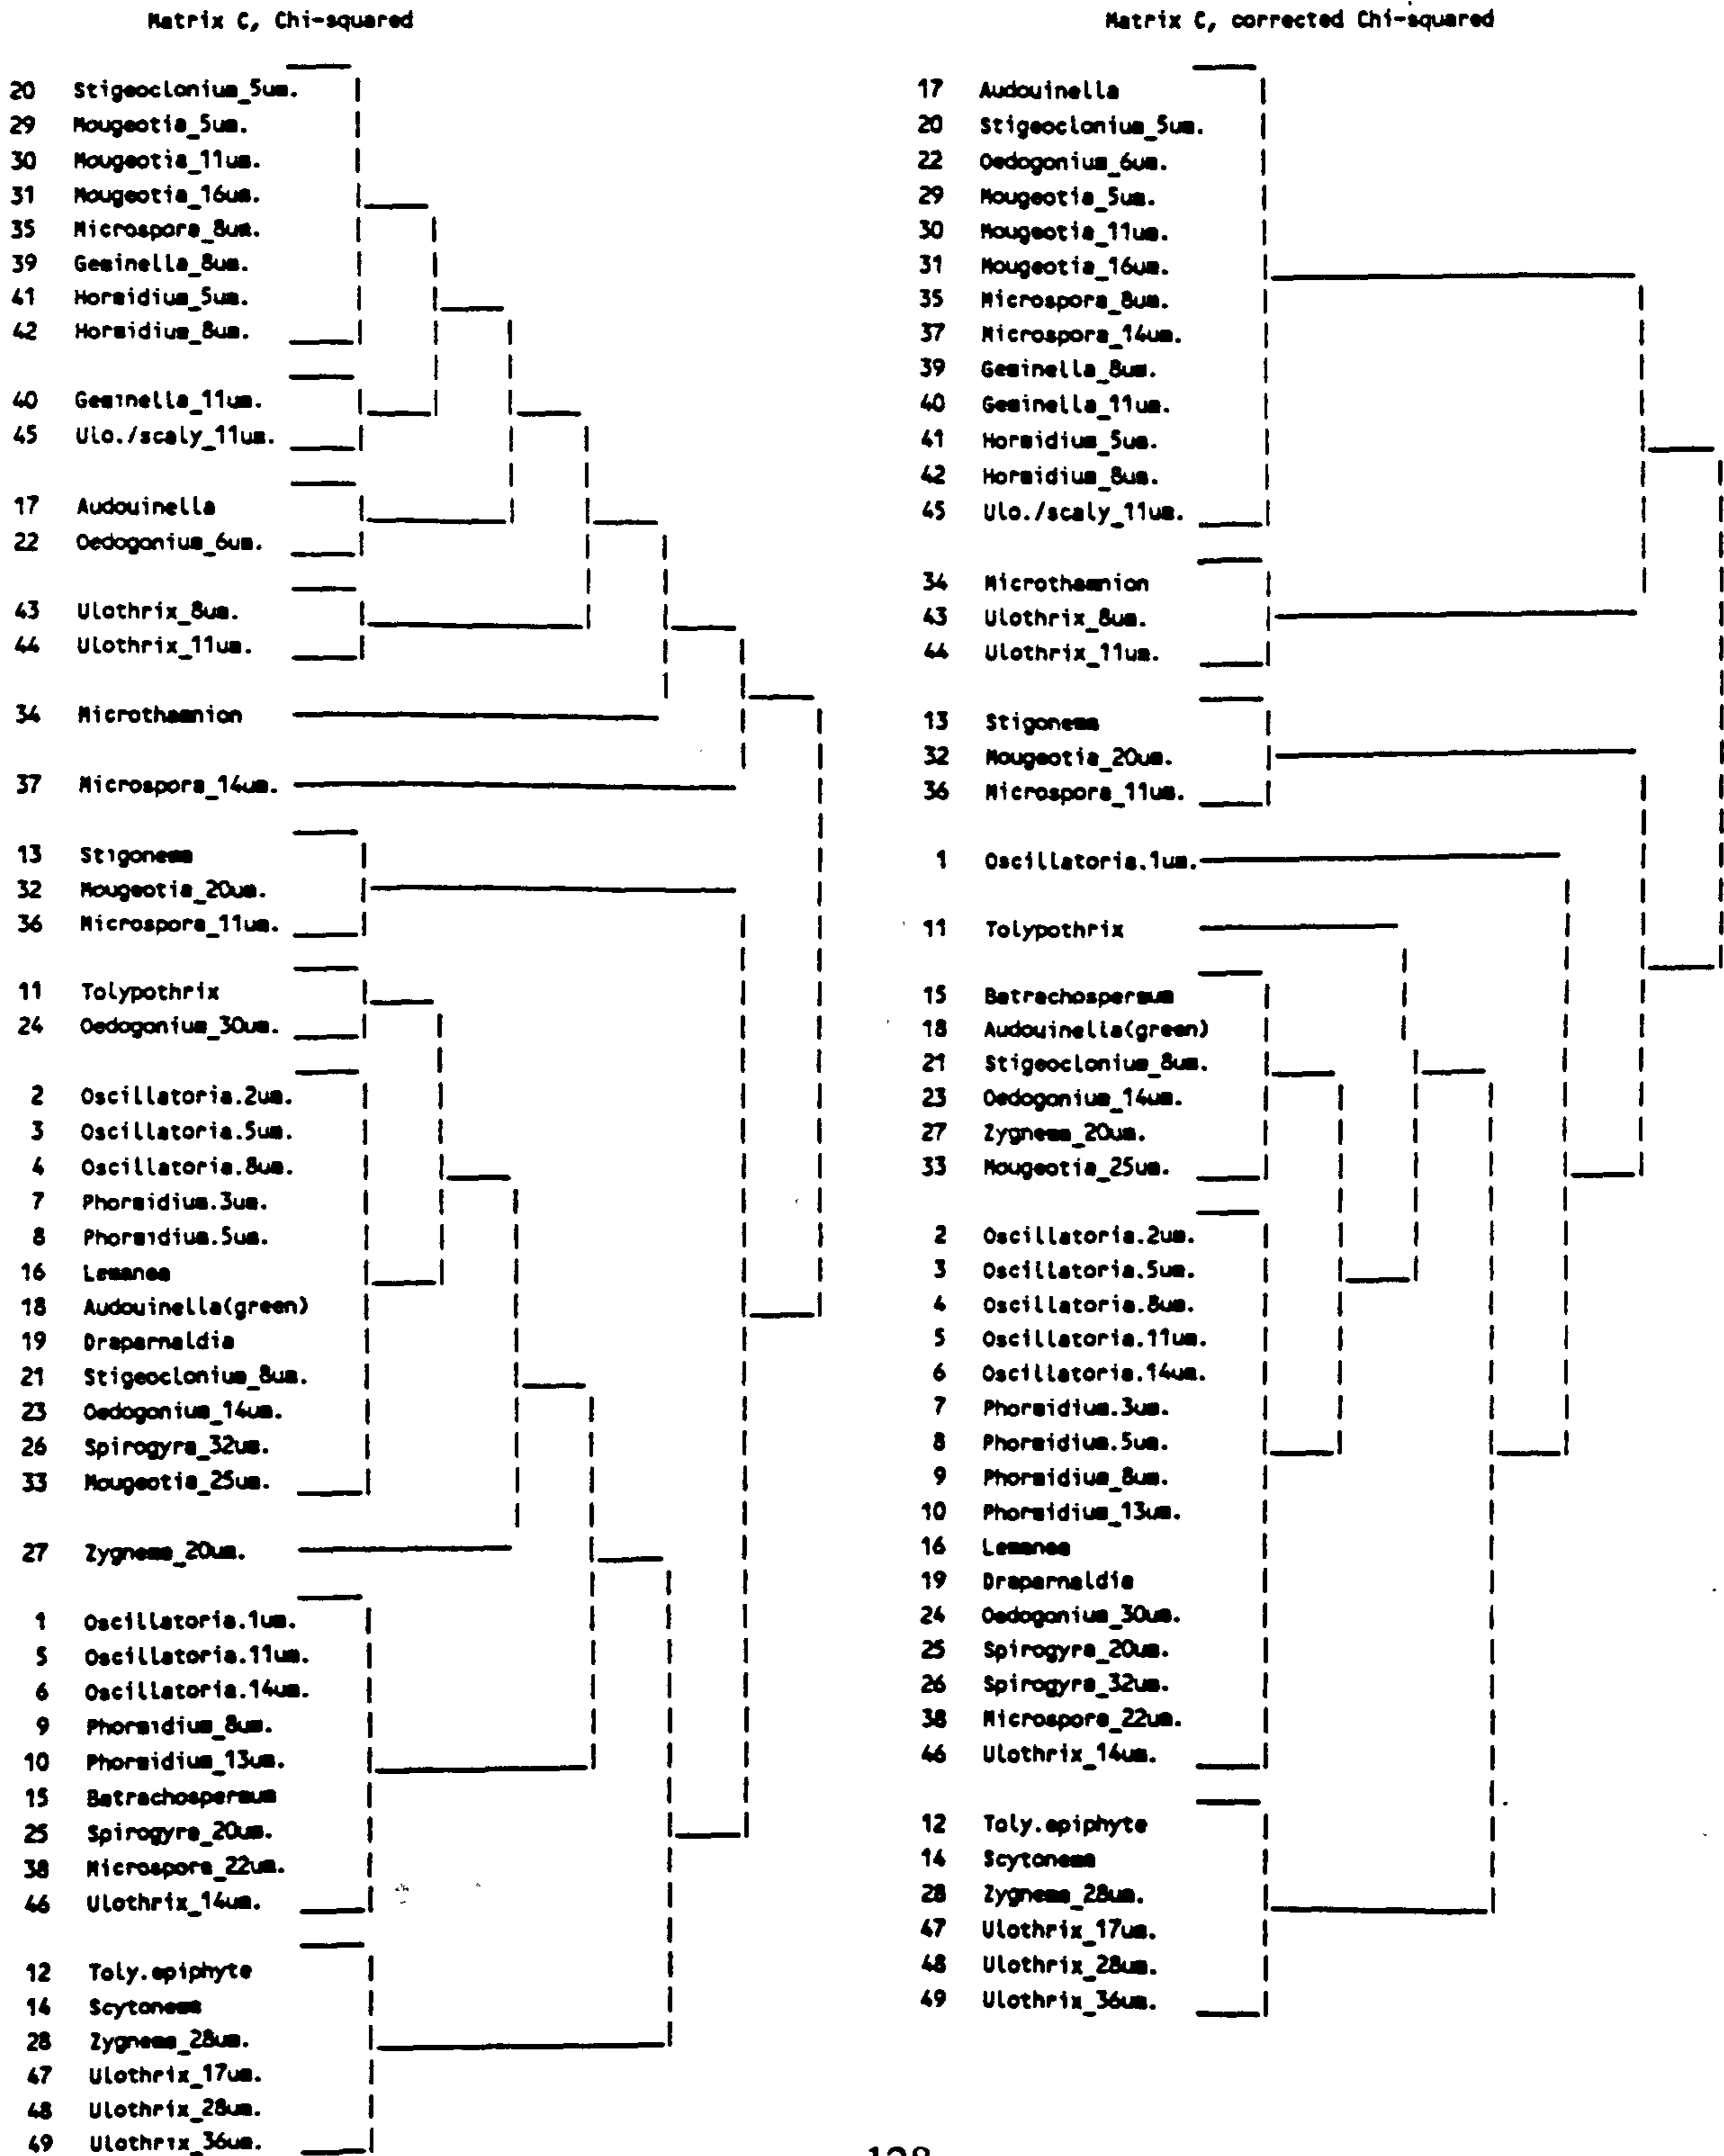 Matrix C, Chi-squared
20 Stigeoclonium_5um.
29 Mougeotia_5um.
30 Mougeotia_11um.
31 Mougeotia_16um.
35 Microspora_8um.
39 Geminella_8um.
41 Hormidium_5um.
42 Hormidium_8um.
40 Geminella_11um.
45 Ulo./scaly_11um.
17 Audouinella
22 Oedogonium_6um.
43 Ulothrix_8um.
44 Ulothrix_11um.
34 Microthamnion
37 Microspora_14um.
13 Stigonema
32 Mougeotia_20um.
36 Microspora_11um.
11 Tolypothrix
24 Oedogonium_30um.
2 Oscillatoria.2um.
3 Oscillatoria.5um.
4 Oscillatoria.8um.
7 Phormidium.3um.
8 Phormidium.5um.
16 Lemanea
18 Audouinella(green)
19 Draparnaldia
21 Stigeoclonium_8um.
23 Oedogonium_14um.
26 Spirogyra_32um.
33 Mougeotia_25um.
27 Zygnema_20um.
1 Oscillatoria.1um.
5 Oscillatoria.11um.
6 Oscillatoria.14um.
9 Phormidium_8um.
10 Phormidium_13um.
15 Batrachospermum
25 Spirogyra_20um.
38 Microspora_22um.
46 Ulothrix_14um.
12 Toly.epiphyte
14 Scytonema
28 Zygnema_28um.
47 Ulothrix_17um.
48 Ulothrix_28um.
49 Ulothrix_36um.
Matrix C, corrected Chi-squared
17 Audouinella
20 Stigeoclonium_5um.
22 Oedogonium_6um.
29 Mougeotia_5um.
30 Mougeotia_11um.
31 Mougeotia_16um.
35 Microspora_8um.
37 Microspora_14um.
39 Geminella_8um.
40 Geminella_11um.
41 Hormidium_5um.
42 Hormidium_8um.
45 Ulo./scaly_11um.
34 Microthamnion
43 Ulothrix_8um.
44 Ulothrix_11um.
13 Stigonema
32 Mougeotia_20um.
36 Microspora_11um.
1 Oscillatoria.1um.
11 Tolypothrix
15 Batrachospermum
18 Audouinella(green)
21 Stigeoclonium_8um.
23 Oedogonium_14um.
27 Zygnema_20um.
33 Mougeotia_25um.
2 Oscillatoria.2um.
3 Oscillatoria.5um.
4 Oscillatoria.8um.
5 Oscillatoria.11um.
6 Oscillatoria.14um.
7 Phormidium.3um.
8 Phormidium.5um.
9 Phormidium_8um.
10 Phormidium_13um.
16 Lemanea
19 Draparnaldia
24 Oedogonium_30um.
25 Spirogyra_20um.
26 Spirogyra_32um.
38 Microspora_22um.
46 Ulothrix_14um.
12 Toly.epiphyte
14 Scytonema
28 Zygnema_28um.
47 Ulothrix_17um.
48 Ulothrix_28um.
49 Ulothrix_36um.